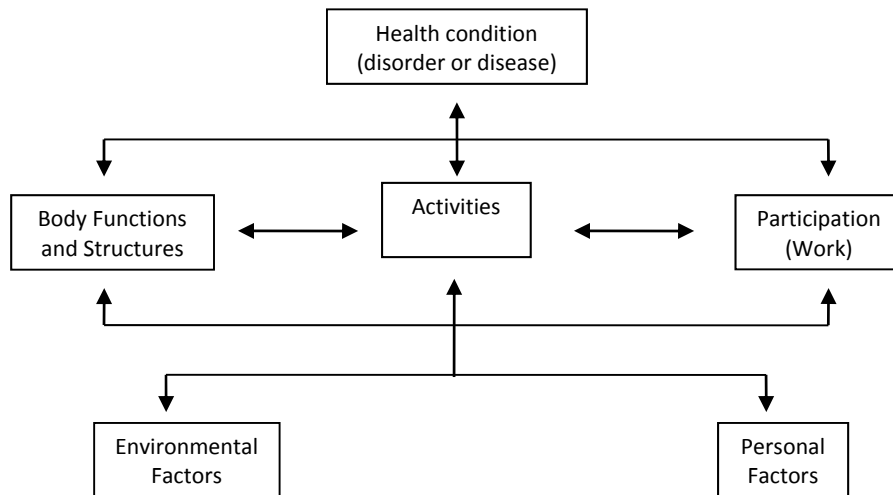 Health condition
(disorder or disease)
Body Functions
and Structures
Activities
Participation
(Work)
Environmental
Factors
Personal
Factors